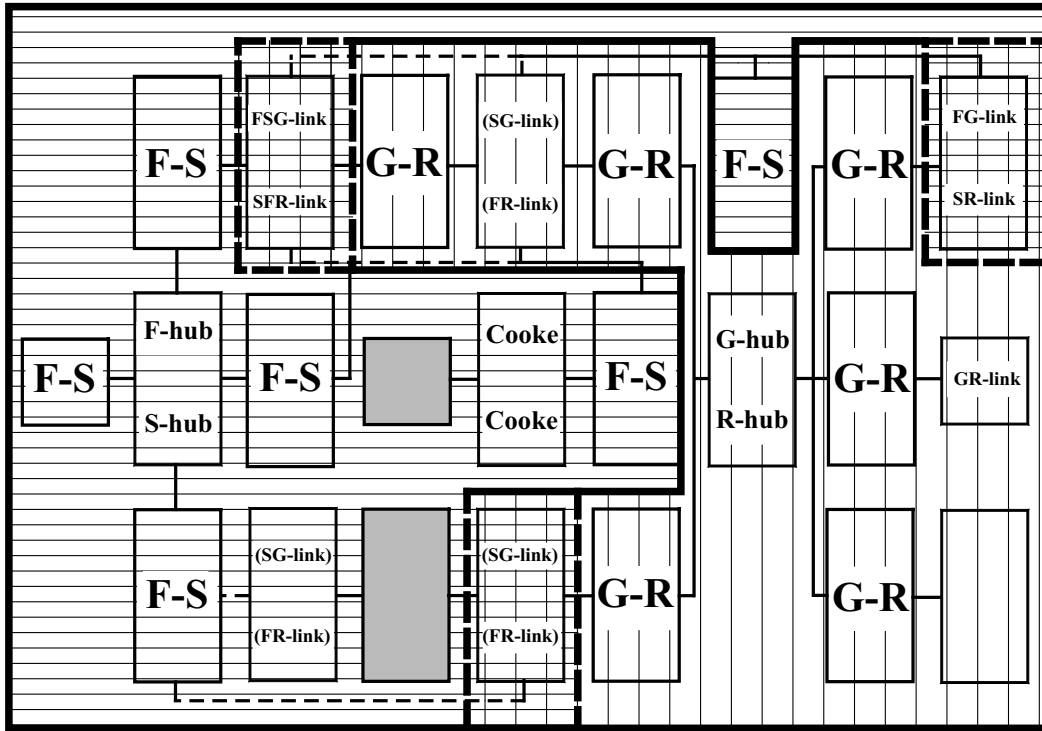 FSG-link
(SG-link)
FG-link
F-S
G-R
G-R
F-S
G-R
SFR-link
(FR-link)
SR-link
F-hub
Cooke
G-hub
F-S
F-S
F-S
G-R
GR-link
S-hub
Cooke
R-hub
(SG-link)
(SG-link)
F-S
G-R
G-R
(FR-link)
(FR-link)